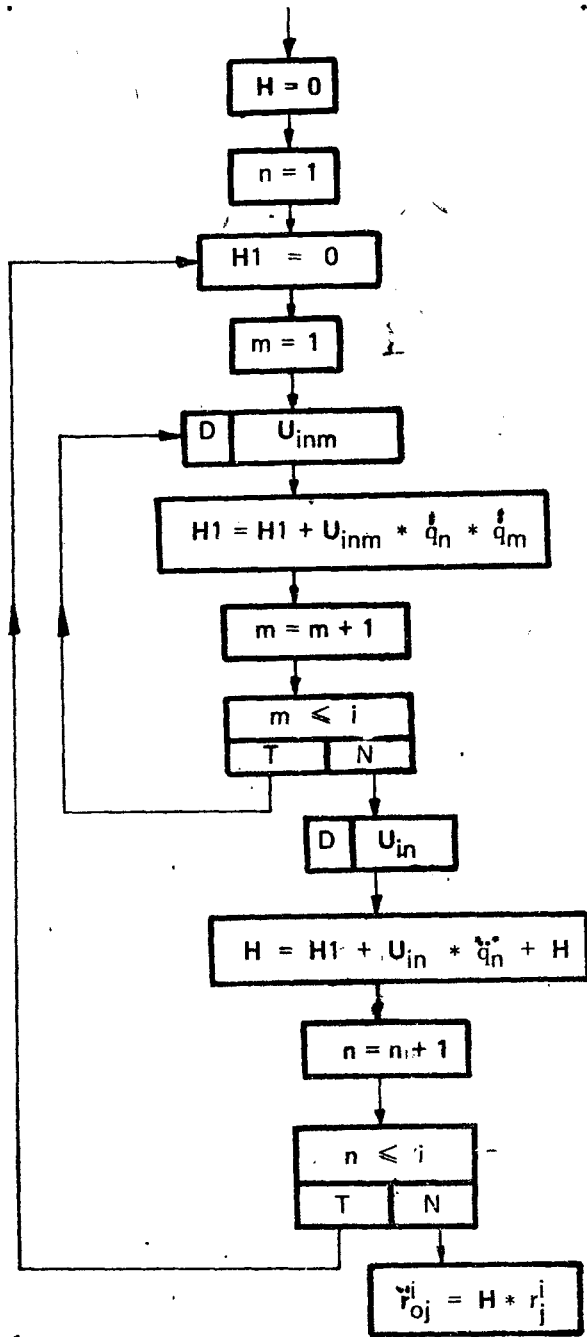 H = 0
n = 1
H1 = 0
m = 1
D U_inm
H1 = H1 + U_inm * q̇_n * q̇_m
m = m + 1
m ≤ i
T N
D U_in
H = H1 + U_in * q̈_n + H
n = n + 1
n ≤ i
T N
r̈^i_oj = H * r^i_j